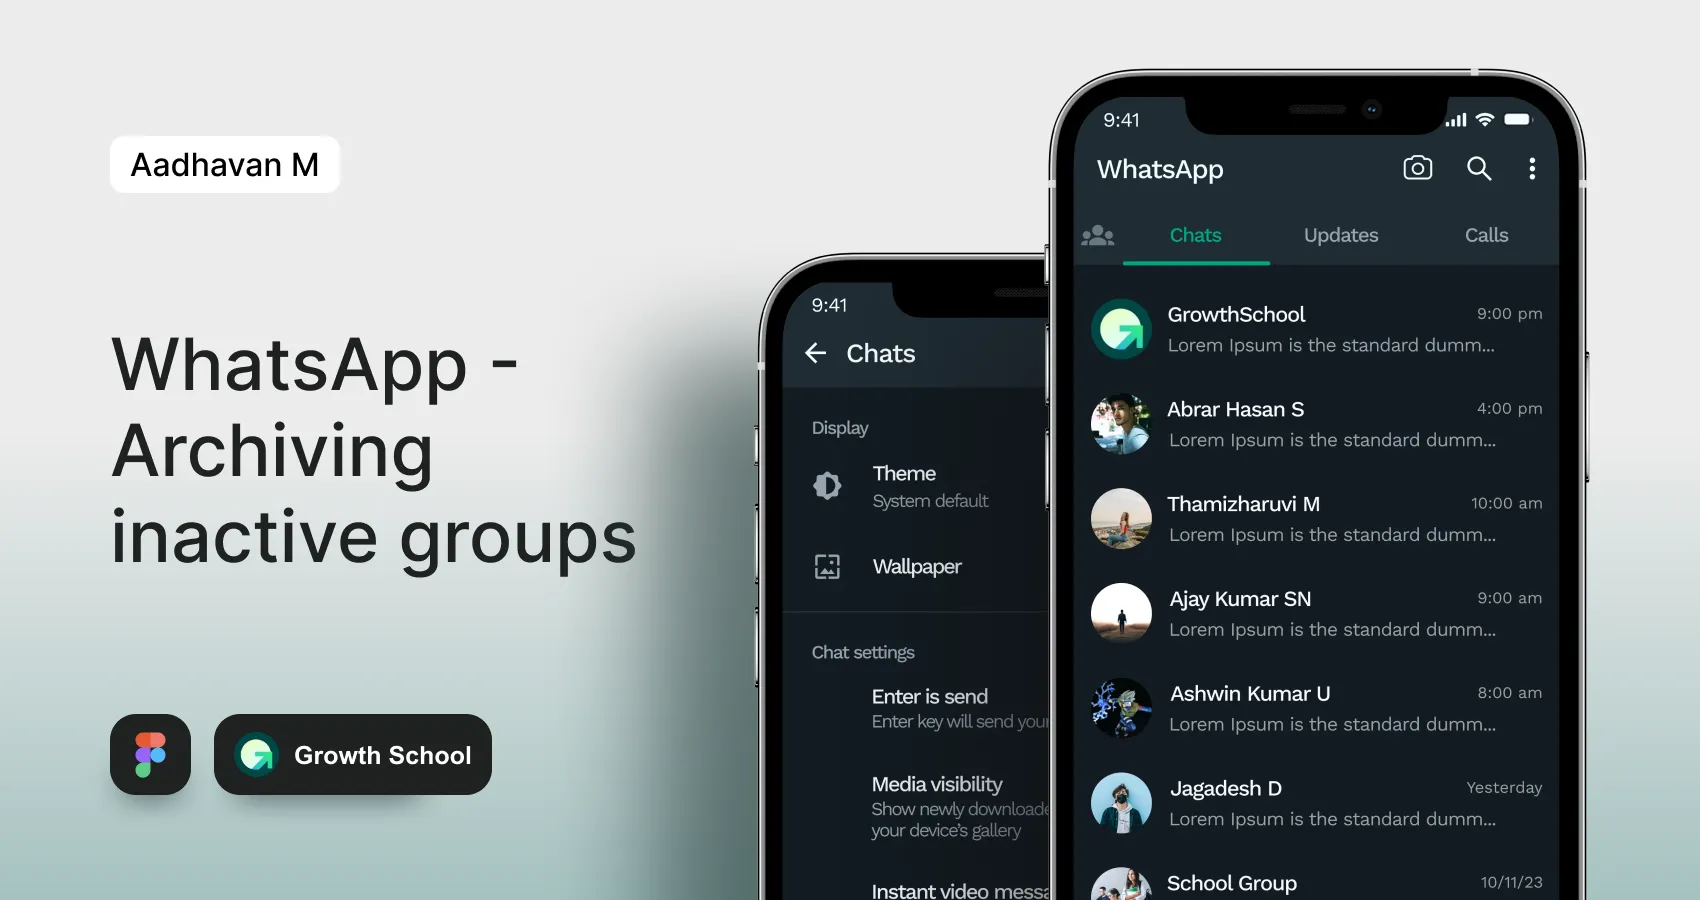 Aadhavan M
WhatsApp -
Archiving
inactive groups
Growth School
9:41
Chats
Display
Theme
System default
Wallpaper
Chat settings
Enter is send
Enter key will send your
Media visibility
Show newly downloade
your device's gallery
Instant video messa
9:41
WhatsApp
Chats
Updates
Calls
GrowthSchool
9:00 pm
Lorem Ipsum is the standard dumm...
Abrar Hasan S
4:00 pm
Lorem Ipsum is the standard dumm...
Thamizharuvi M
10:00 am
Lorem Ipsum is the standard dumm...
Ajay Kumar SN
9:00 am
Lorem Ipsum is the standard dumm...
Ashwin Kumar U
8:00 am
Lorem Ipsum is the standard dumm...
Jagadesh D
Yesterday
Lorem Ipsum is the standard dumm...
School Group
10/11/23